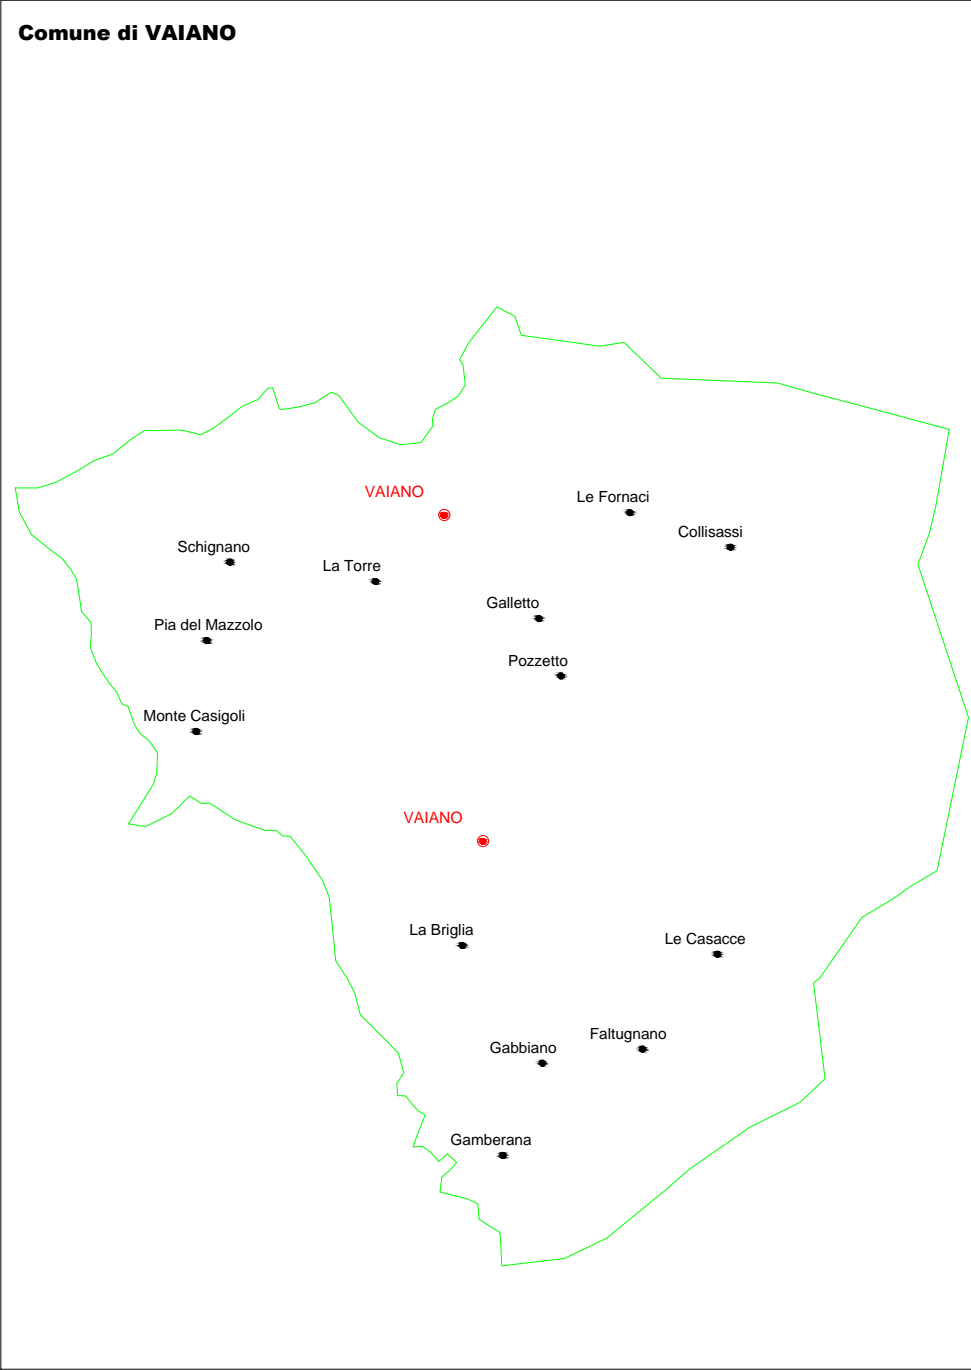 Comune di VAIANO
VAIANO
Le Fornaci
Collisassi
Schignano
La Torre
Galletto
Pia del Mazzolo
Pozzetto
Monte Casigoli
VAIANO
La Briglia
Le Casacce
Faltugnano
Gabbiano
Gamberana